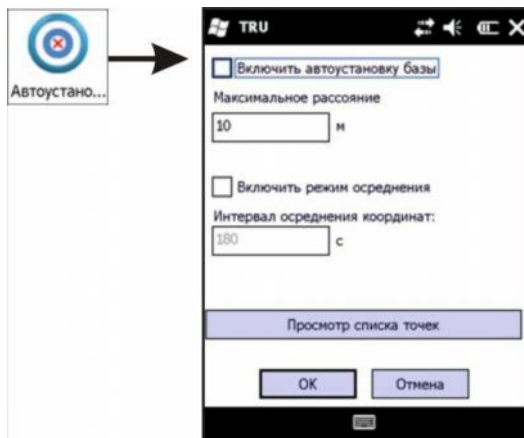 Автоустано...
TRU
Включить автоустановку базы
Максимальное рассояние
10 м
Включить режим осреднения
Интервал осреднения координат:
180 с
Просмотр списка точек
OK Отмена